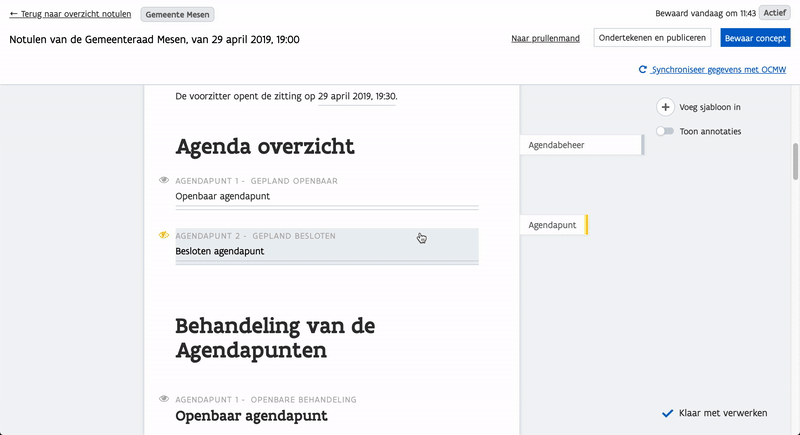 ← Terug naar overzicht notulen
Gemeente Mesen
Bewaard vandaag om 11:43
Actief
Notulen van de Gemeenteraad Mesen, van 29 april 2019, 19:00
Naar prullenmand
Ondertekenen en publiceren
Bewaar concept
Synchroniseer gegevens met OCMW
De voorzitter opent de zitting op 29 april 2019, 19:30.
Voeg sjabloon in
Toon annotaties
Agenda overzicht
Agendabeheer
AGENDAPUNT 1 - GEPLAND OPENBAAR
Openbaar agendapunt
Agendapunt
AGENDAPUNT 2 - GEPLAND BESLOTEN
Besloten agendapunt
Behandeling van de
Agendapunten
AGENDAPUNT 1 - OPENBARE BEHANDELING
Openbaar agendapunt
Klaar met verwerken